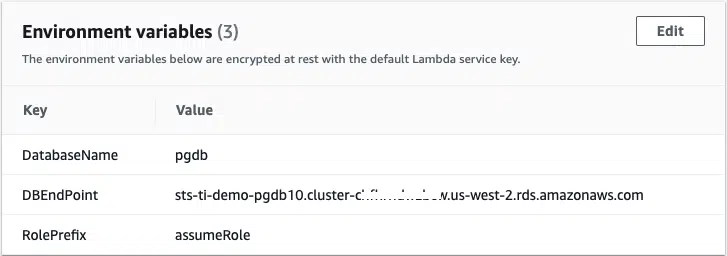 Environment variables (3)
Edit
The environment variables below are encrypted at rest with the default Lambda service key.
Key Value
DatabaseName pgdb
DBEndPoint sts-ti-demo-pgdb10.cluster-c .us-west-2.rds.amazonaws.com
RolePrefix assumeRole